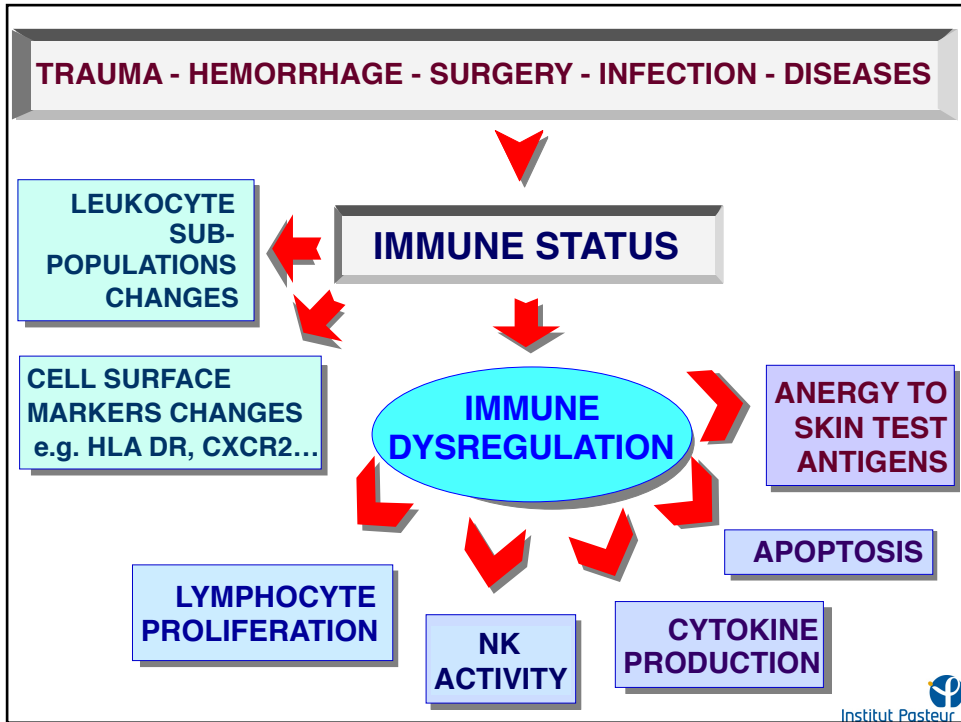 TRAUMA - HEMORRHAGE - SURGERY - INFECTION - DISEASES
LEUKOCYTE
SUB-
POPULATIONS
CHANGES
IMMUNE STATUS
CELL SURFACE
MARKERS CHANGES
e.g. HLA DR, CXCR2…
IMMUNE
DYSREGULATION
ANERGY TO
SKIN TEST
ANTIGENS
APOPTOSIS
LYMPHOCYTE
PROLIFERATION
NK
ACTIVITY
CYTOKINE
PRODUCTION
Institut Pasteur